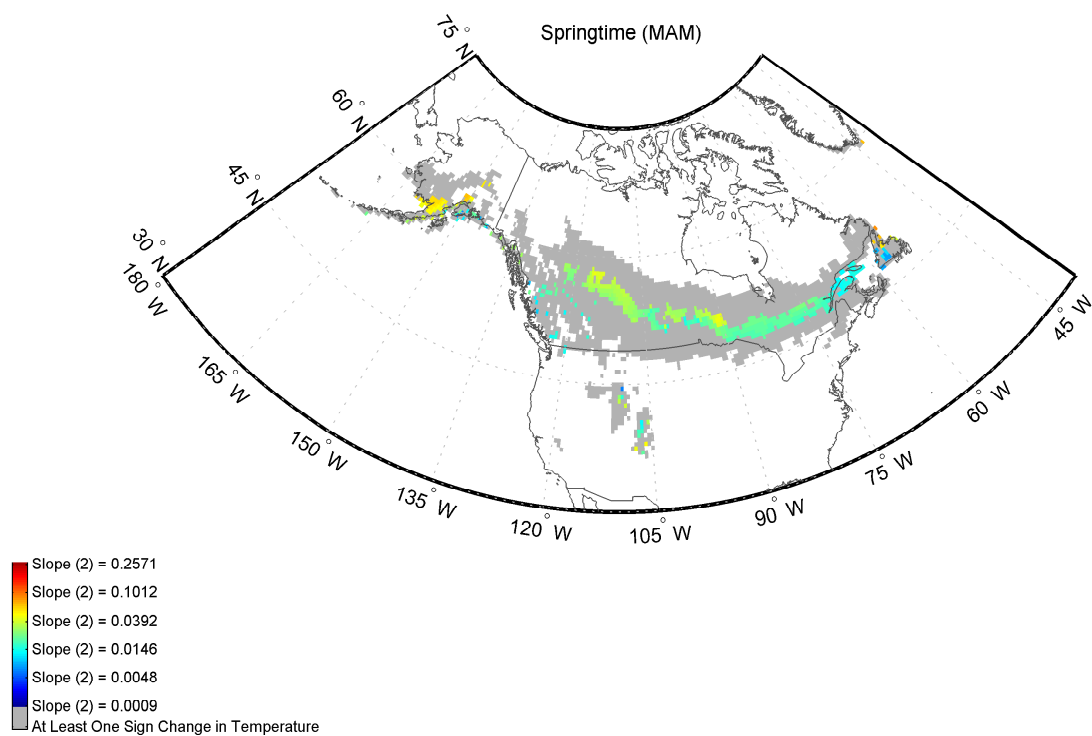 Springtime (MAM)
75° N
60° N
45° N
30° N
180° W
165° W
150° W
135° W
120° W
105° W
90° W
75° W
60° W
45° W
Slope (2) = 0.2571
Slope (2) = 0.1012
Slope (2) = 0.0392
Slope (2) = 0.0146
Slope (2) = 0.0048
Slope (2) = 0.0009
At Least One Sign Change in Temperature